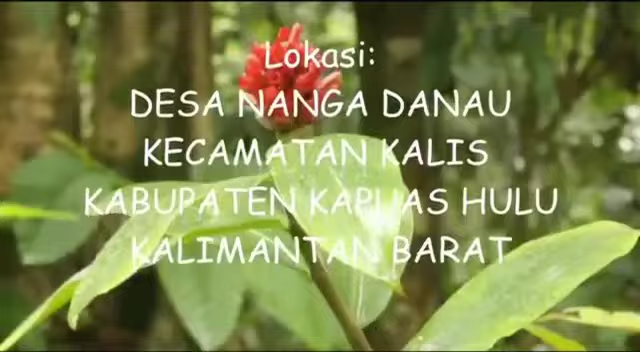 Lokasi:
DESA NANGA DANAU
KECAMATAN KALIS
KABUPATEN KAPUAS HULU
KALIMANTAN BARAT